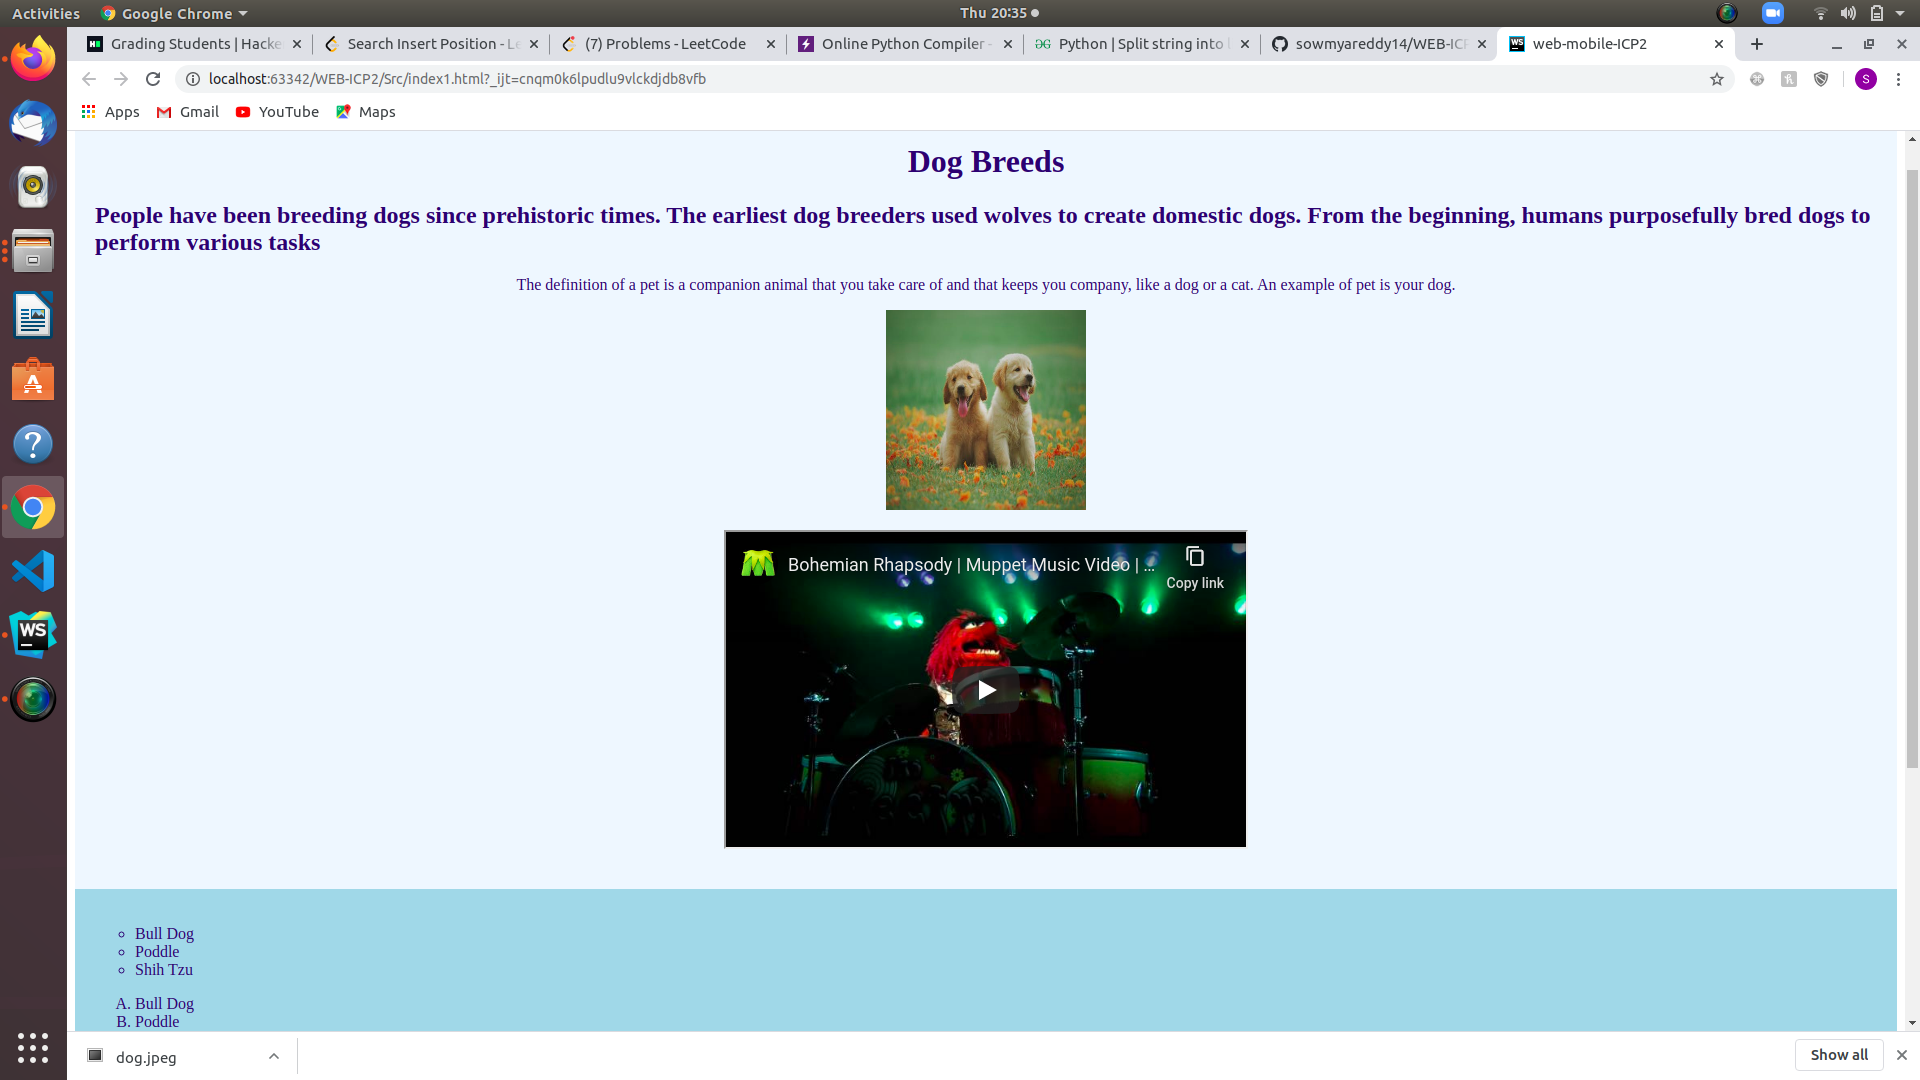 Activities
Google Chrome
Thu 20:35
Grading Students | Hacke
Search Insert Position - Le
(7) Problems - LeetCode
Online Python Compiler -
Python | Split string into l
sowmyareddy14/WEB-ICP
web-mobile-ICP2
localhost:63342/WEB-ICP2/Src/index1.html?_ijt=cnqm0k6lpudlu9vlckdjdb8vfb
S
Apps
Gmail
YouTube
Maps
Dog Breeds
People have been breeding dogs since prehistoric times. The earliest dog breeders used wolves to create domestic dogs. From the beginning, humans purposefully bred dogs to
perform various tasks
The definition of a pet is a companion animal that you take care of and that keeps you company, like a dog or a cat. An example of pet is your dog.
Bohemian Rhapsody | Muppet Music Video | ...
Copy link
WS
Bull Dog
Poddle
Shih Tzu
A. Bull Dog
B. Poddle
dog.jpeg
Show all